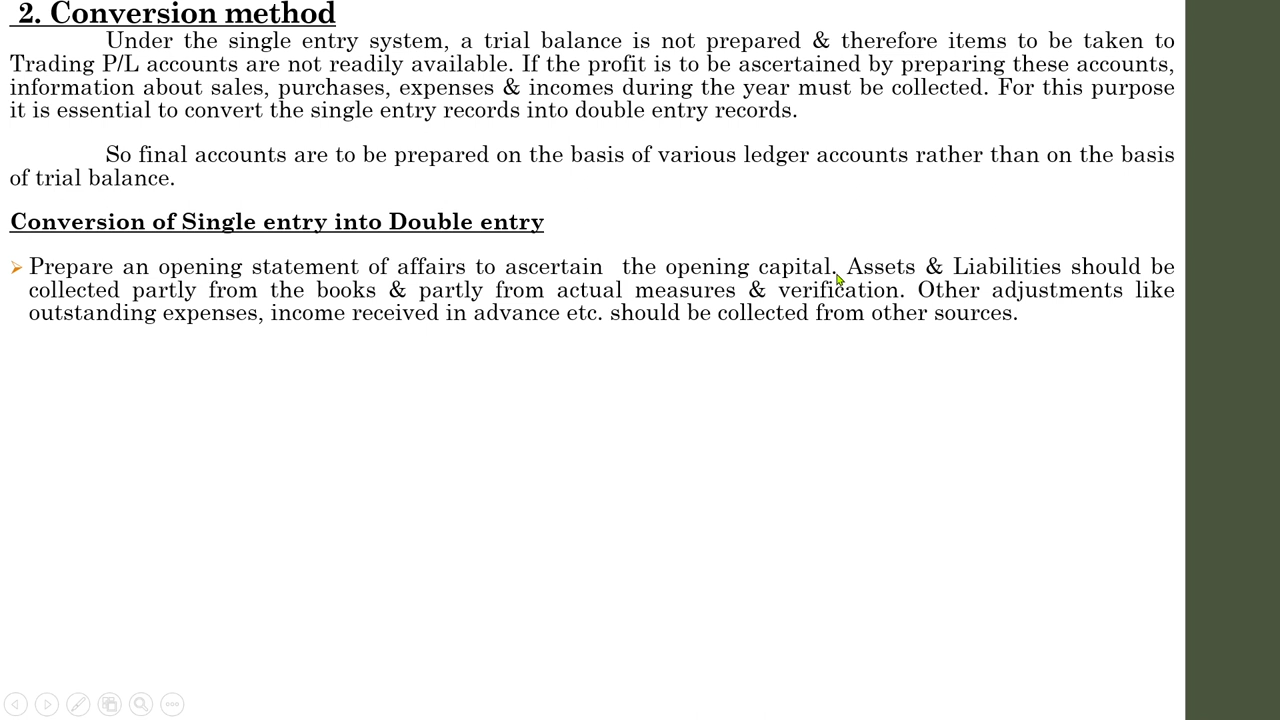 2. Conversion method
Under the single entry system, a trial balance is not prepared & therefore items to be taken to
Trading P/L accounts are not readily available. If the profit is to be ascertained by preparing these accounts,
information about sales, purchases, expenses & incomes during the year must be collected. For this purpose
it is essential to convert the single entry records into double entry records.
So final accounts are to be prepared on the basis of various ledger accounts rather than on the basis
of trial balance.
Conversion of Single entry into Double entry
Prepare an opening statement of affairs to ascertain the opening capital. Assets & Liabilities should be
collected partly from the books & partly from actual measures & verification. Other adjustments like
outstanding expenses, income received in advance etc. should be collected from other sources.